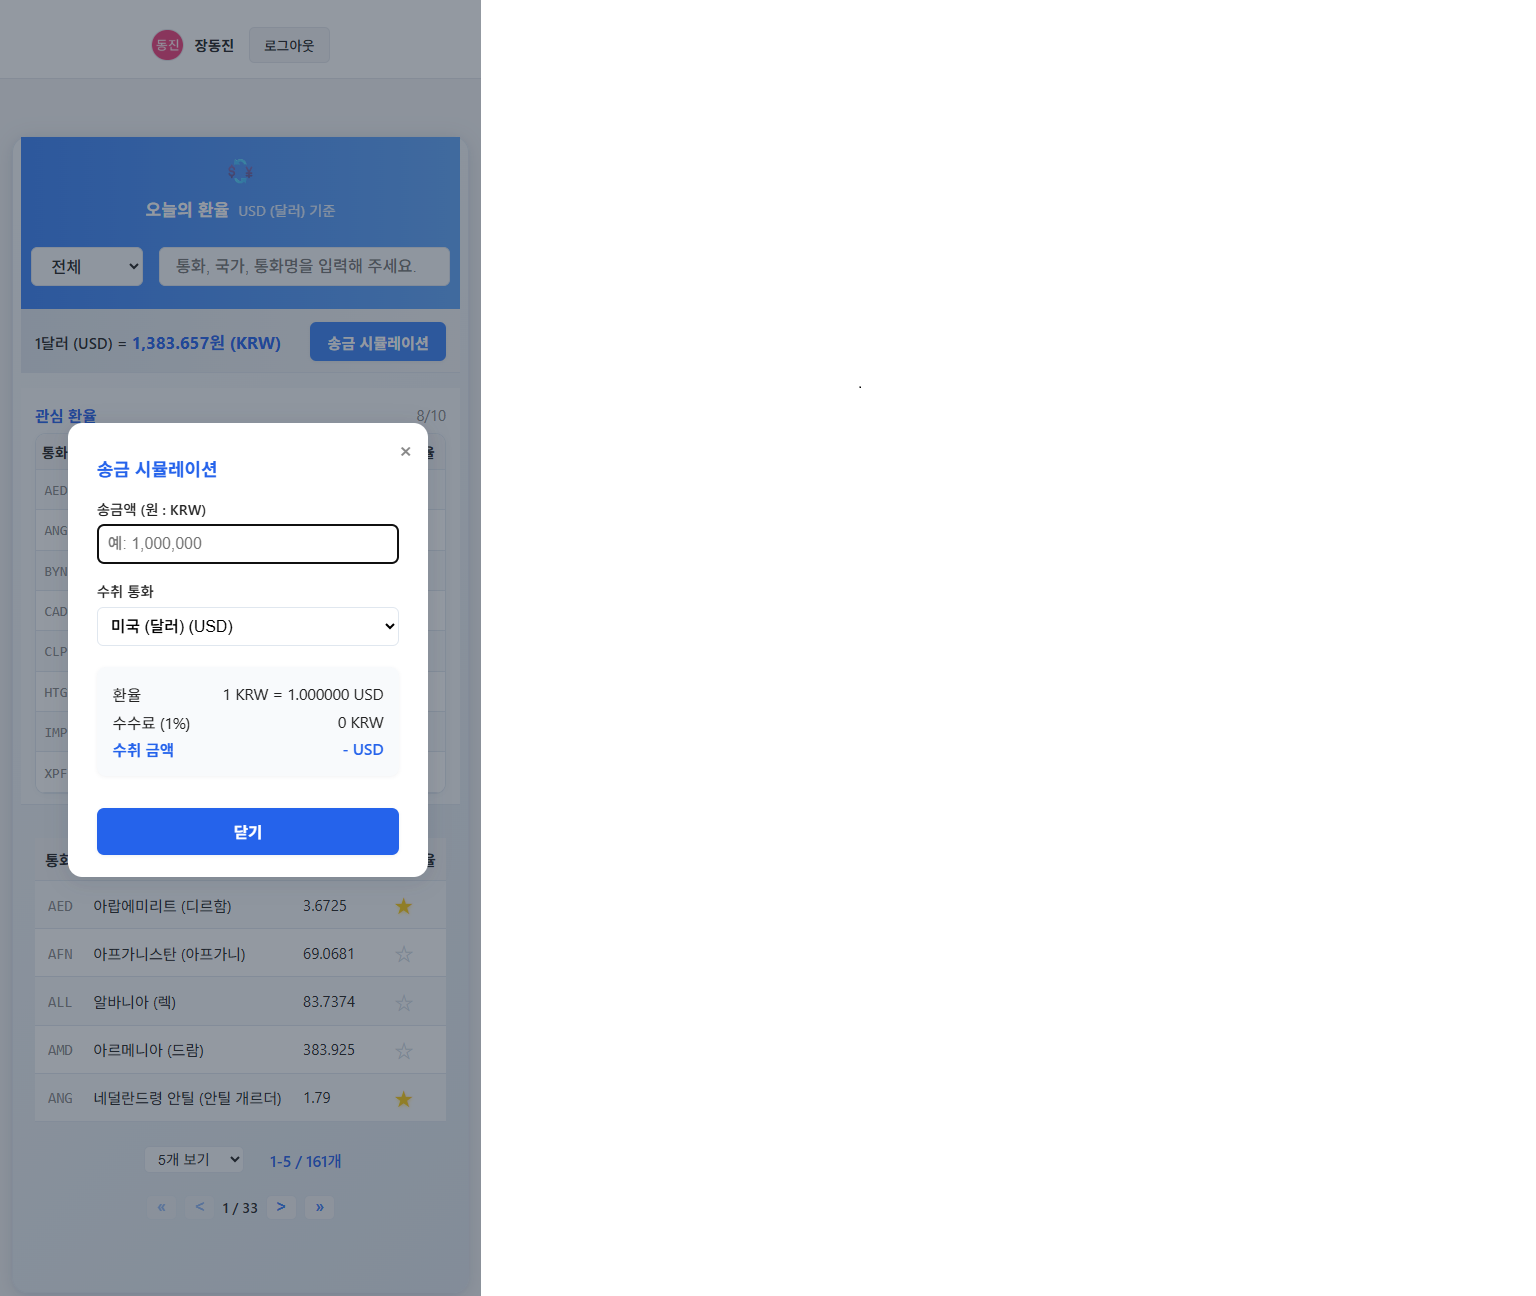 동진 장동진 로그아웃
오늘의 환율 USD (달러) 기준
전체 통화, 국가, 통화명을 입력해 주세요.
1달러 (USD) = 1,383.657원 (KRW) 송금 시뮬레이션
관심 환율 8/10
통화 율
AED
ANG
BYN
CAD
CLP
HTG
IMP
XPF
×
송금 시뮬레이션
송금액 (원 : KRW)
예: 1,000,000
수취 통화
미국 (달러) (USD)
환율 1 KRW = 1.000000 USD
수수료 (1%) 0 KRW
수취 금액 - USD
닫기
통화 율
AED 아랍에미리트 (디르함) 3.6725 ★
AFN 아프가니스탄 (아프가니) 69.0681 ☆
ALL 알바니아 (렉) 83.7374 ☆
AMD 아르메니아 (드람) 383.925 ☆
ANG 네덜란드령 안틸 (안틸 개르더) 1.79 ★
5개 보기 1-5 / 161개
« < 1 / 33 > »
.